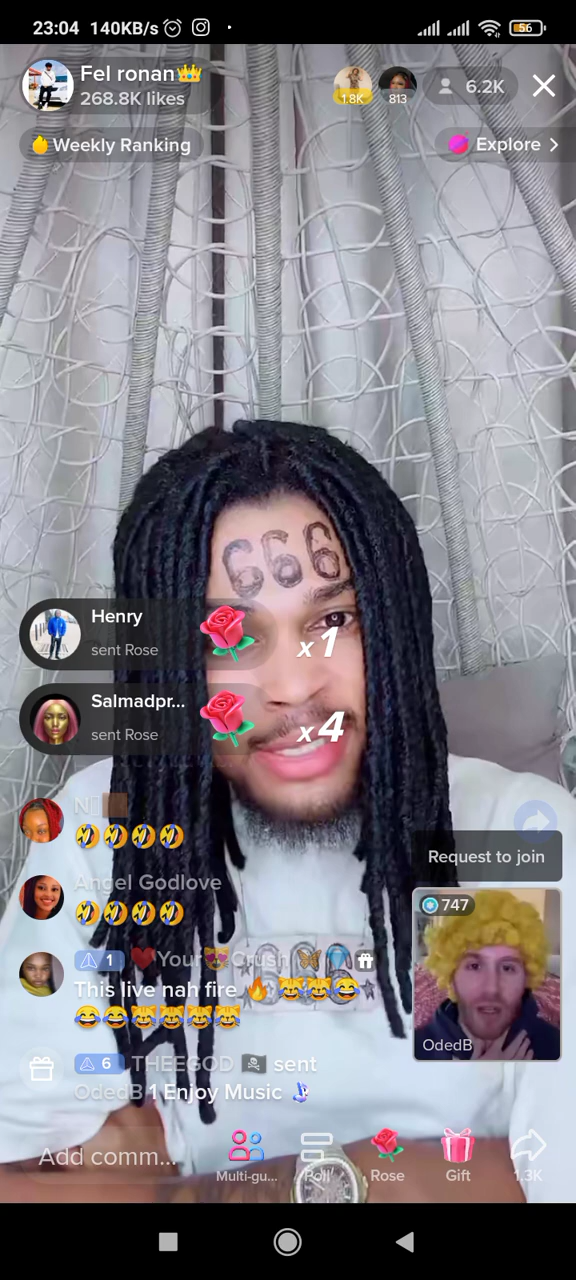 23:04 140KB/s
56
Fel ronan👑
268.8K likes
1.8K
813
6.2K
🔥Weekly Ranking
Explore >
666
Henry
sent Rose
x1
Salmadpr...
sent Rose
x4
🤣🤣🤣🤣
Angel Godlove
🤣🤣🤣🤣
1 ❤️Your😻Crush🦋
This live nah fire 🔥😹😹😂
😂😂😹😹😹😹
6 THEEGOD 🏴‍☠️ sent
OdedB 1 Enjoy Music
Request to join
747
OdedB
Add comm...
Multi-gu...
Poll
Rose
Gift
1.3K